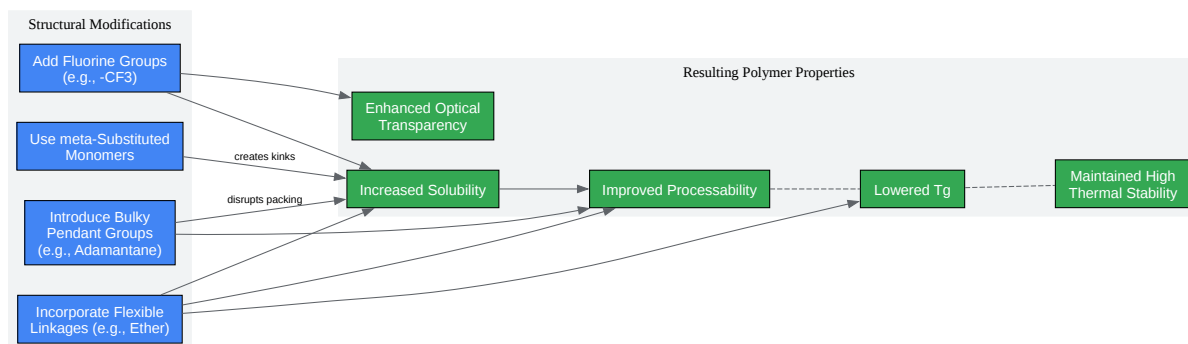 Structural Modifications
Add Fluorine Groups
(e.g., -CF3)
Use meta-Substituted
Monomers
Introduce Bulky
Pendant Groups
(e.g., Adamantane)
Incorporate Flexible
Linkages (e.g., Ether)
creates kinks
disrupts packing
Resulting Polymer Properties
Enhanced Optical
Transparency
Increased Solubility
Improved Processability
Lowered Tg
Maintained High
Thermal Stability